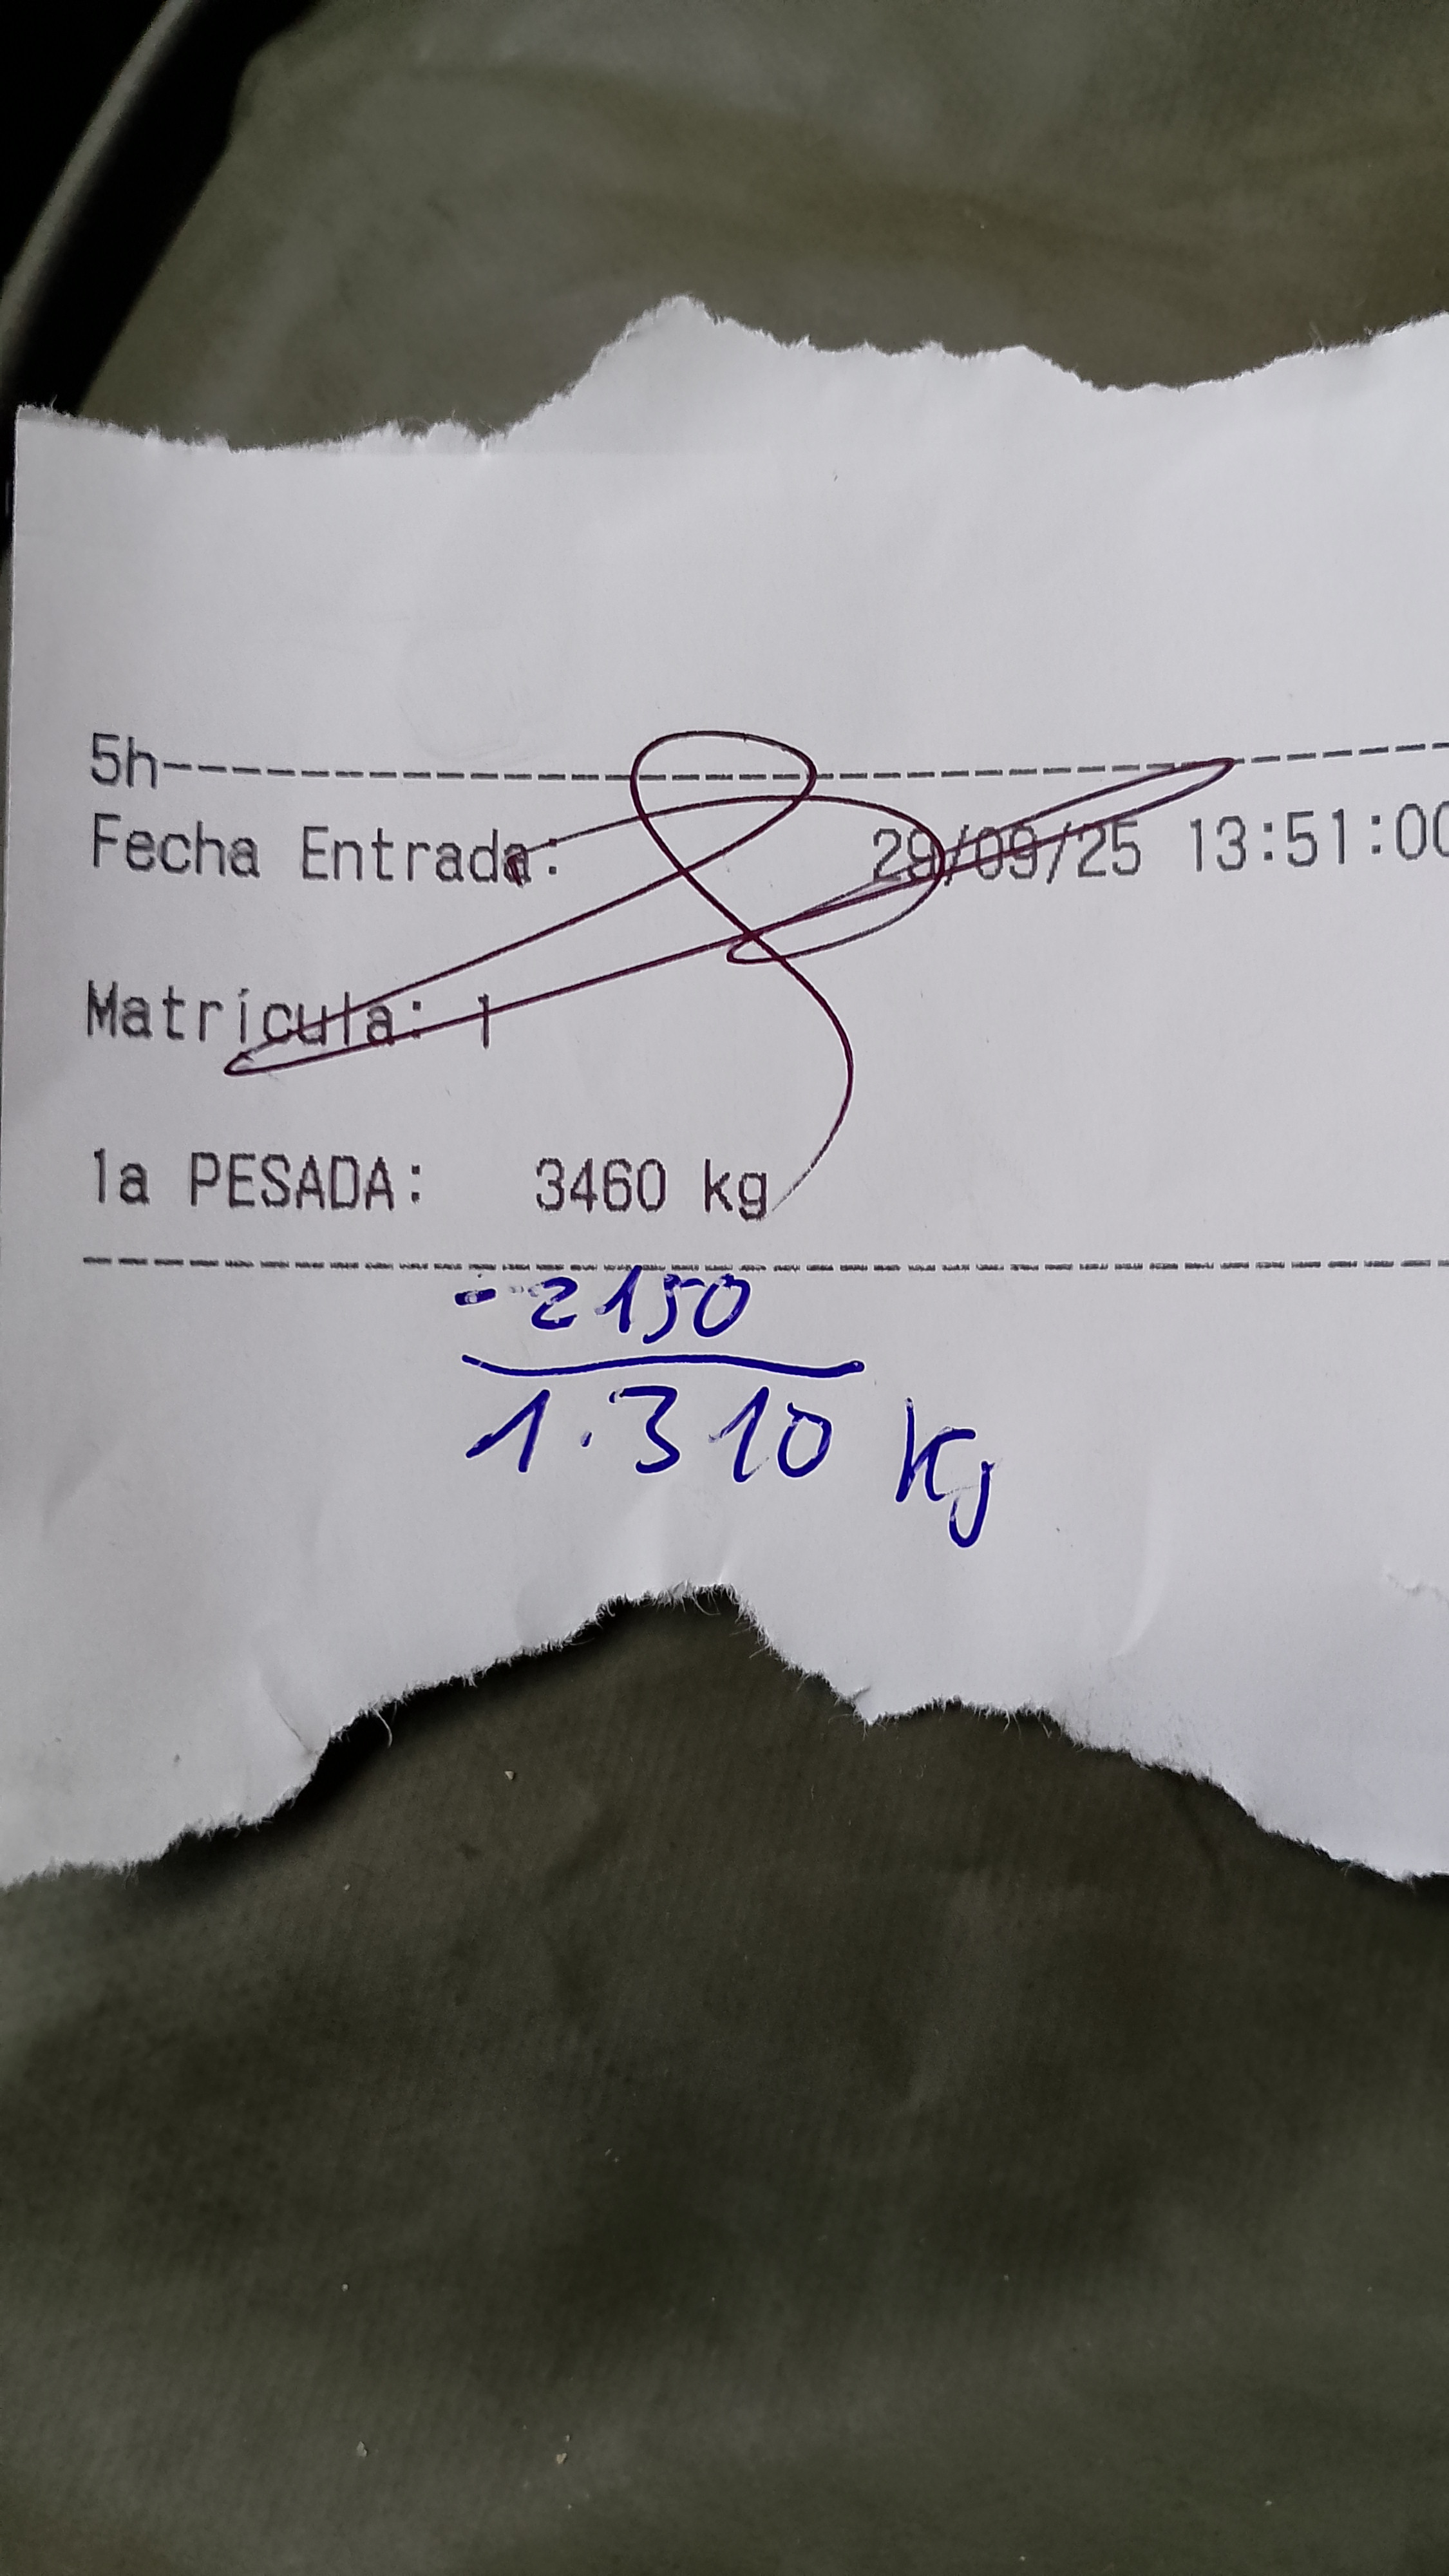 5h------------------------------------
Fecha Entrada: 29/09/25 13:51:00
Matrícula: 1
1a PESADA: 3460 kg
- 2150
1.310 Kg